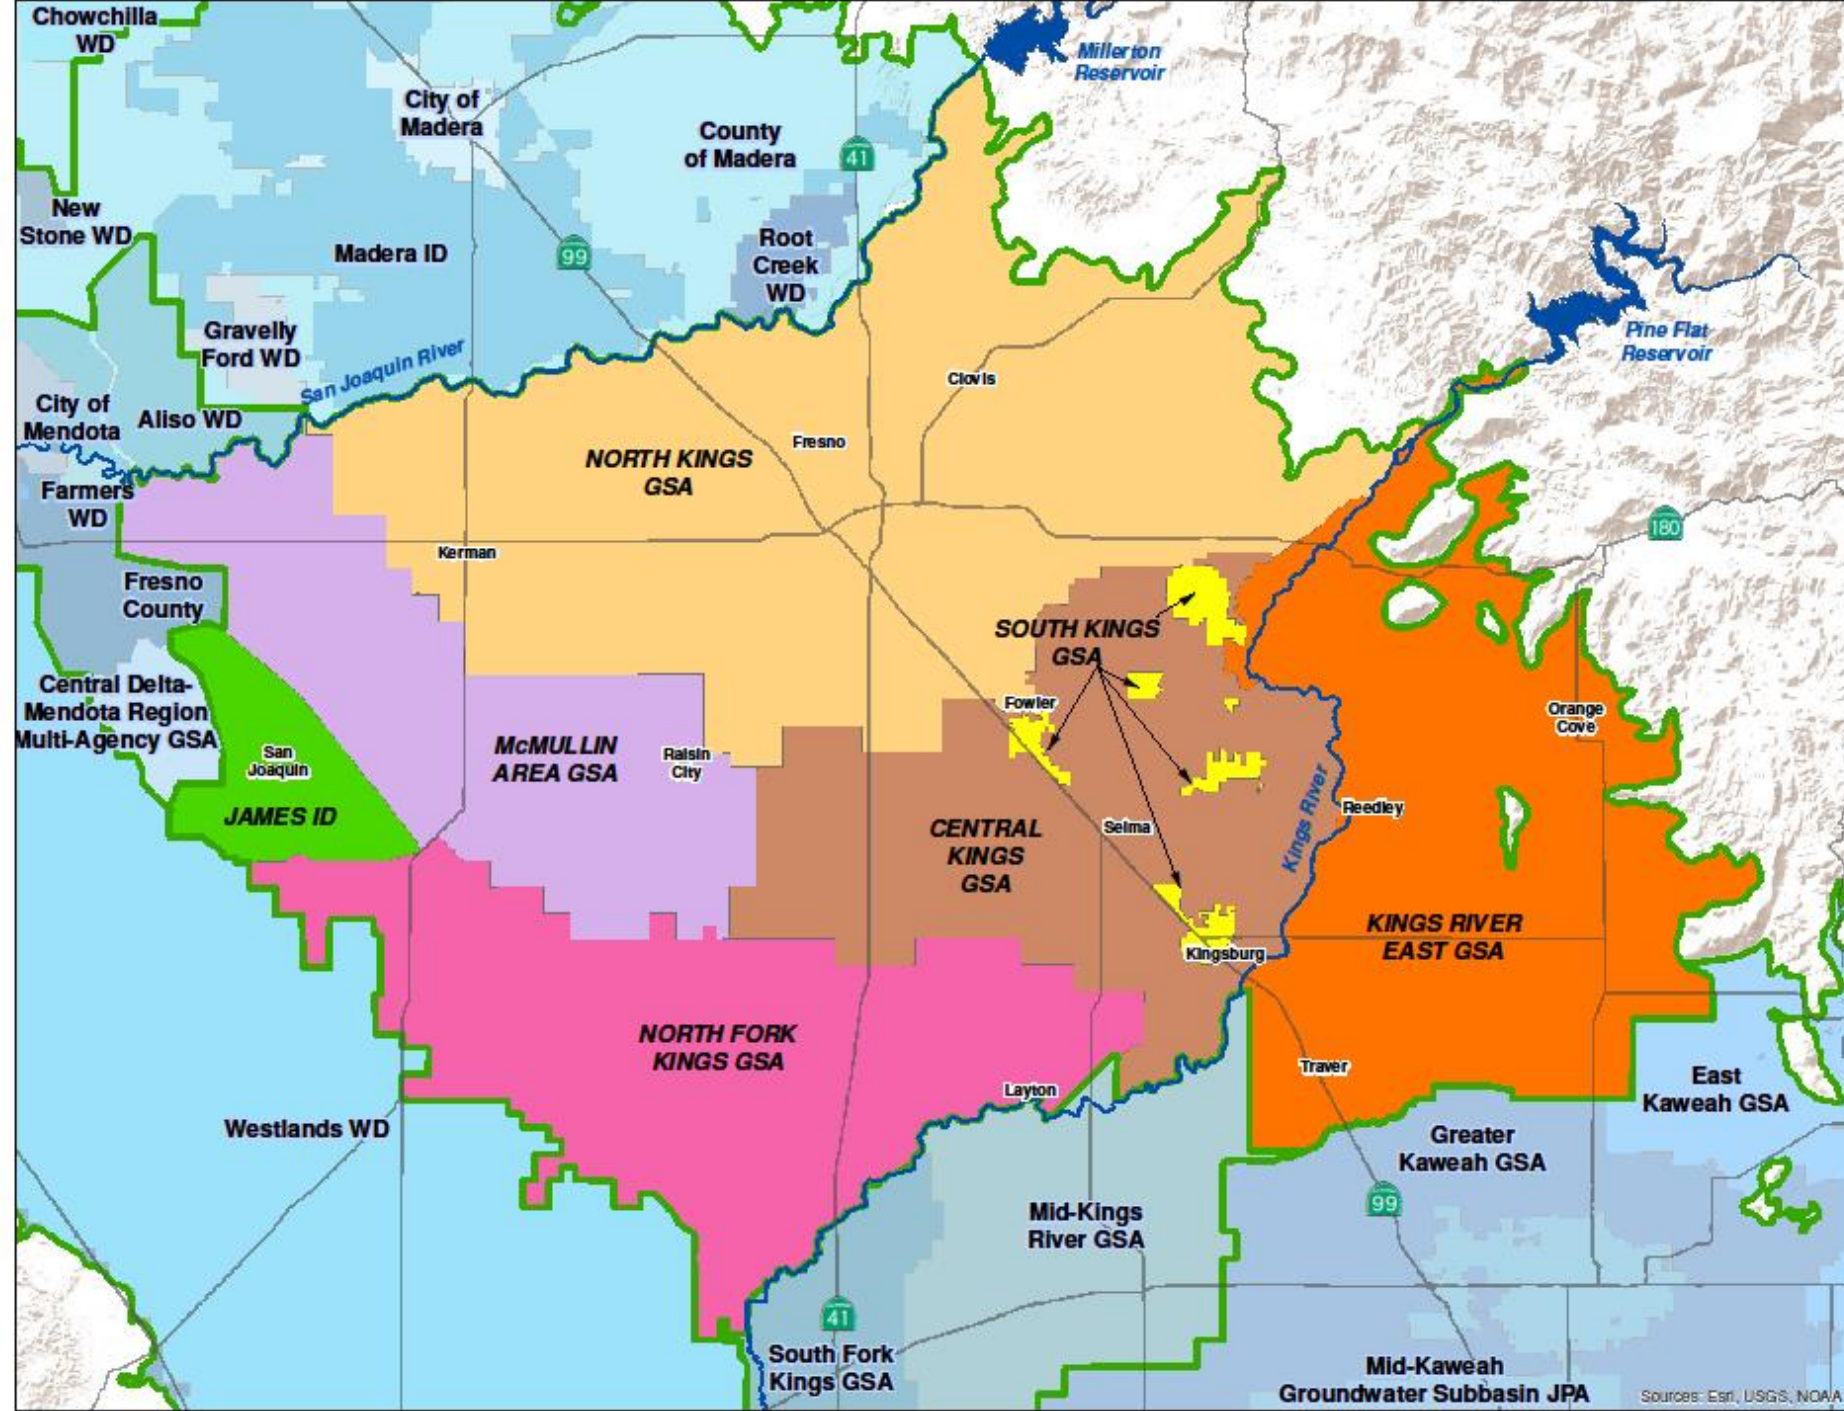 Chowchilla
WD
Millerton
Reservoir
City of
Madera
County
of Madera
41
New
Stone WD
Madera ID
99
Root
Creek
WD
Gravelly
Ford WD
San Joaquin River
Pine Flat
Reservoir
City of
Mendota
Aliso WD
Clovis
Fresno
NORTH KINGS
GSA
Farmers
WD
180
Kerman
Fresno
County
SOUTH KINGS
GSA
Central Delta-
Mendota Region
Multi-Agency GSA
Fowler
Orange
Cove
San
Joaquin
McMULLIN
AREA GSA
Raisin
City
JAMES ID
Kings River
Reedley
Selma
CENTRAL
KINGS
GSA
KINGS RIVER
EAST GSA
Kingsburg
NORTH FORK
KINGS GSA
Layton
Traver
East
Kaweah GSA
Westlands WD
Greater
Kaweah GSA
99
Mid-Kings
River GSA
41
South Fork
Kings GSA
Mid-Kaweah
Groundwater Subbasin JPA
Sources: Esri, USGS, NOAA